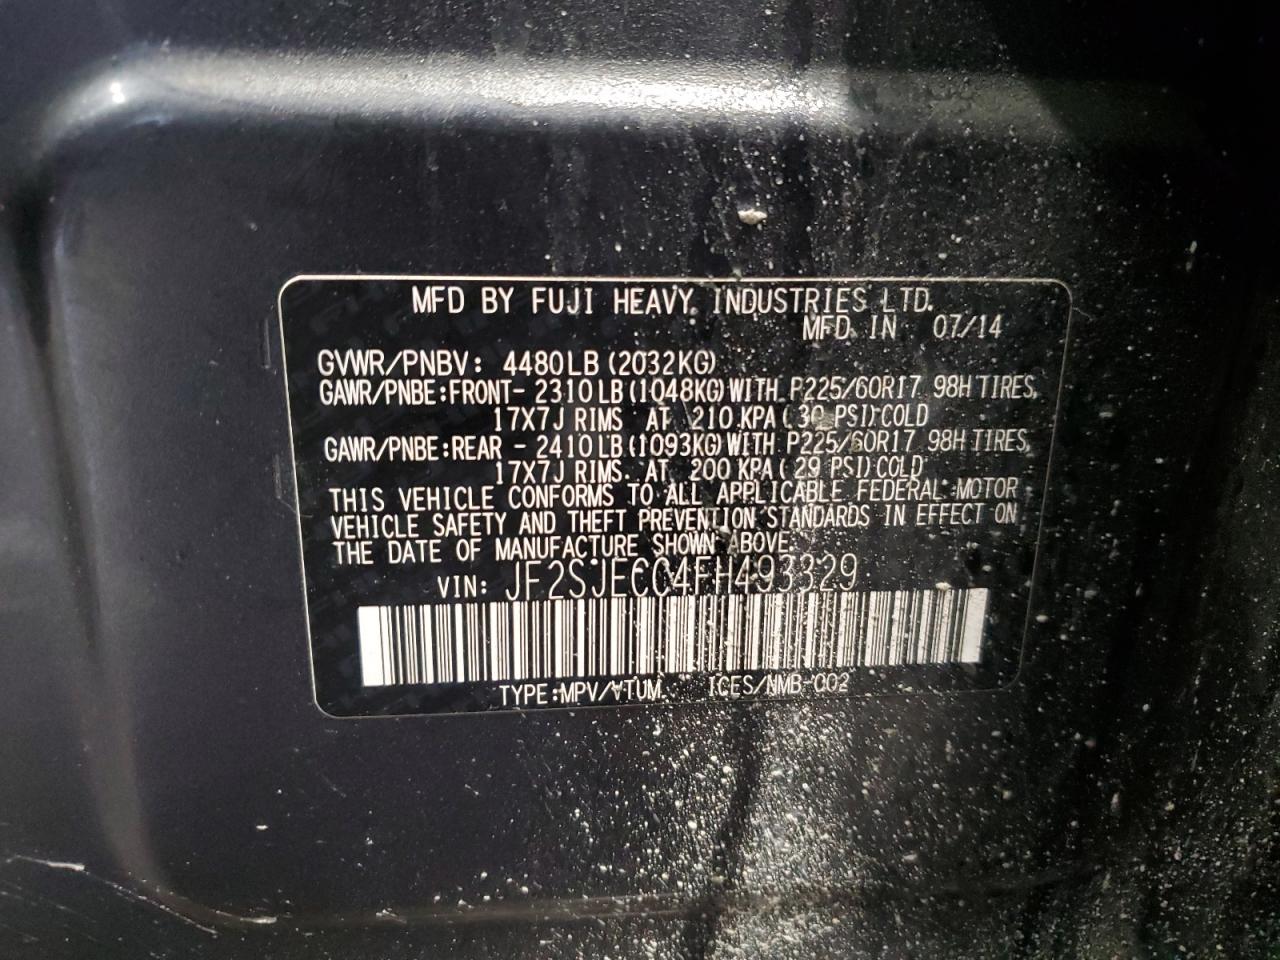 MFD BY FUJI HEAVY INDUSTRIES LTD.
MFD IN 07/14
GVWR/PNBV: 4480LB (2032KG)
GAWR/PNBE:FRONT- 2310LB (1048KG) WITH P225/60R17 98H TIRES,
17X7J RIMS AT 210 KPA (30 PSI) COLD
GAWR/PNBE:REAR - 2410LB (1093KG) WITH P225/60R17 98H TIRES,
17X7J RIMS AT 200 KPA (29 PSI) COLD
THIS VEHICLE CONFORMS TO ALL APPLICABLE FEDERAL MOTOR
VEHICLE SAFETY AND THEFT PREVENTION STANDARDS IN EFFECT ON
THE DATE OF MANUFACTURE SHOWN ABOVE.
VIN: JF2SJECC4FH493329
TYPE:MPV/VTUM ICES/NMB-002